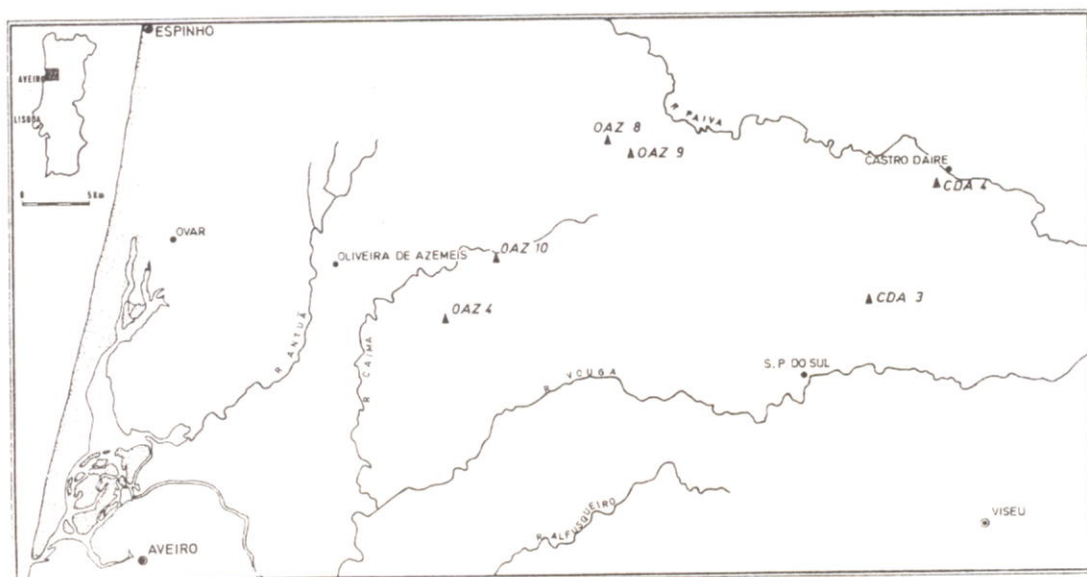 ESPINHO
AVEIRO
LISBOA
0 5 Km
R PAIVA
OAZ 8
OAZ 9
CASTRO DAIRE
CDA 4
OVAR
OLIVEIRA DE AZEMEIS
OAZ 10
OAZ 4
CDA 3
R ANTUÃ
R CAIMA
R VOUGA
S.P. DO SUL
R ALFUSQUEIRO
VISEU
AVEIRO